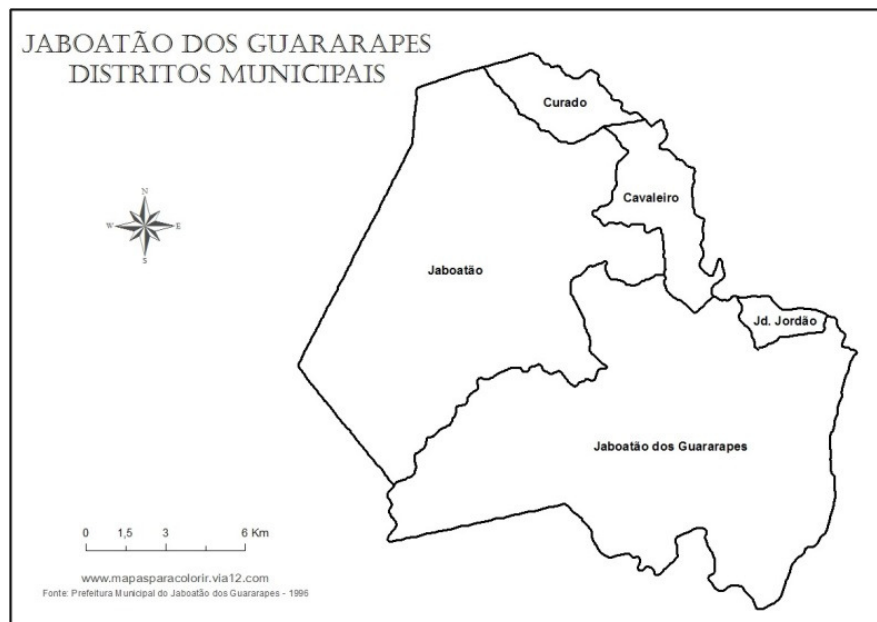 JABOATÃO DOS GUARARAPES
DISTRITOS MUNICIPAIS
Curado
Cavaleiro
N
W
E
S
Jaboatão
Jd. Jordão
Jaboatão dos Guararapes
0 1,5 3 6 Km
www.mapasparacolorir.via12.com
Fonte: Prefeitura Municipal do Jaboatão dos Guararapes - 1996